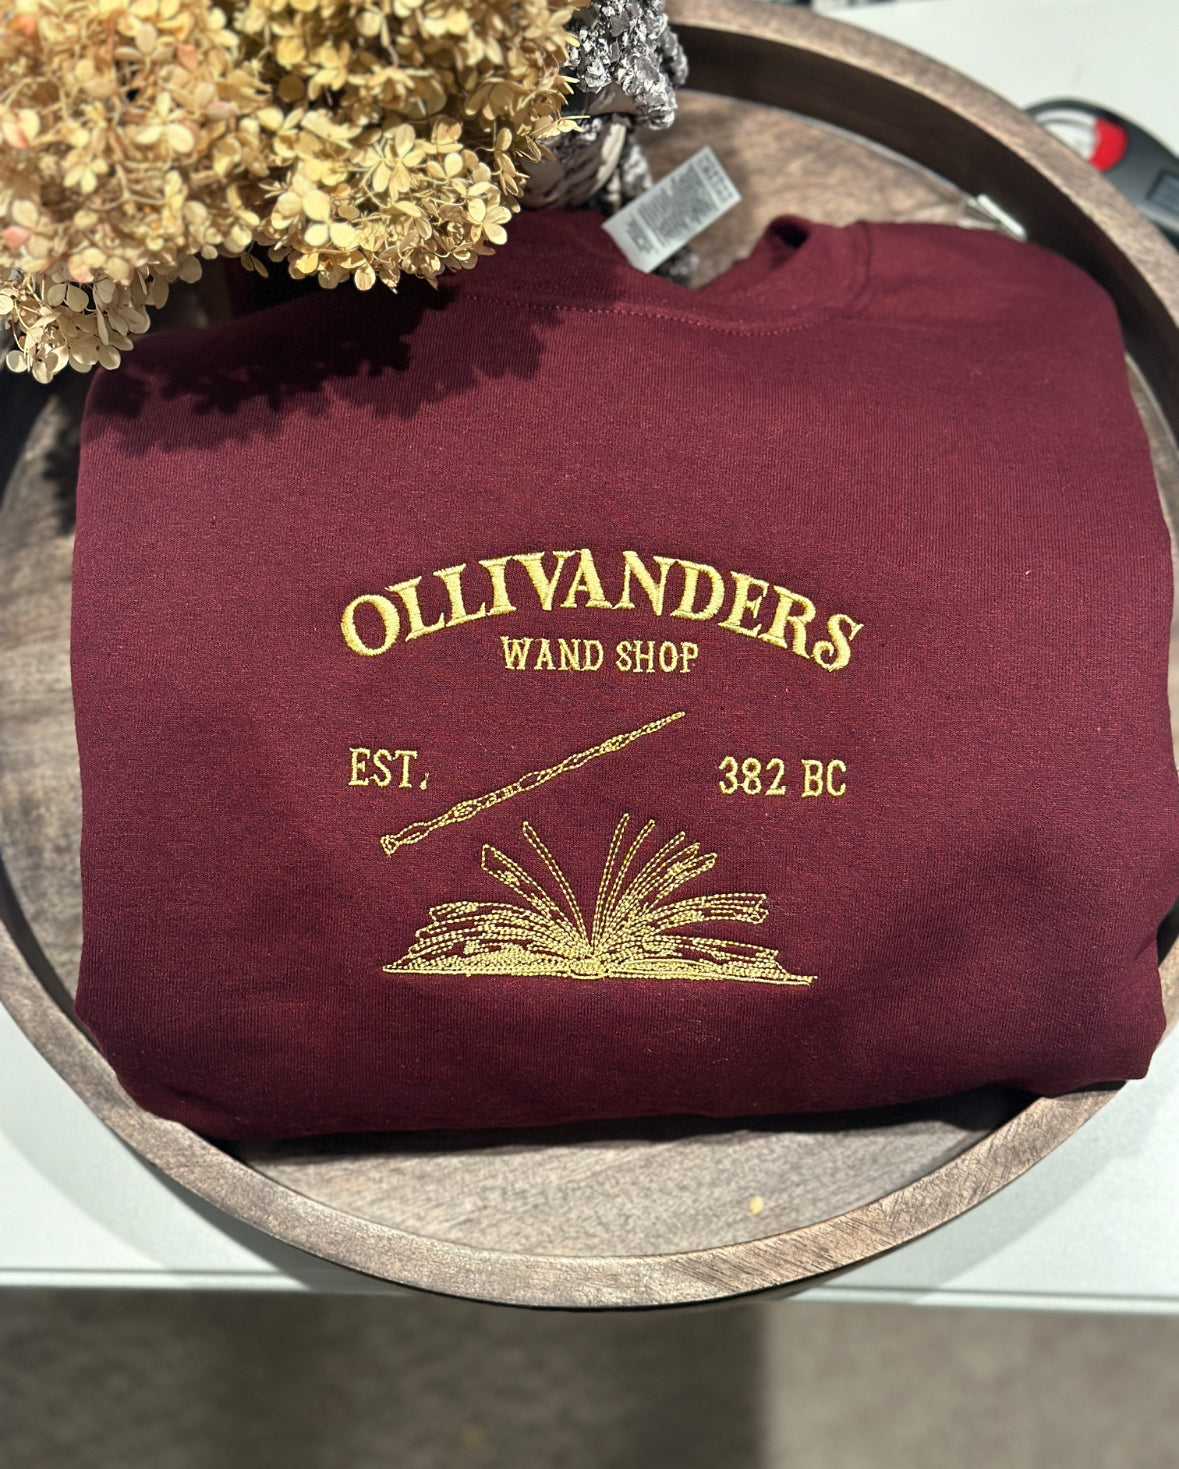 OLLIVANDERS
WAND SHOP
EST. 382 BC